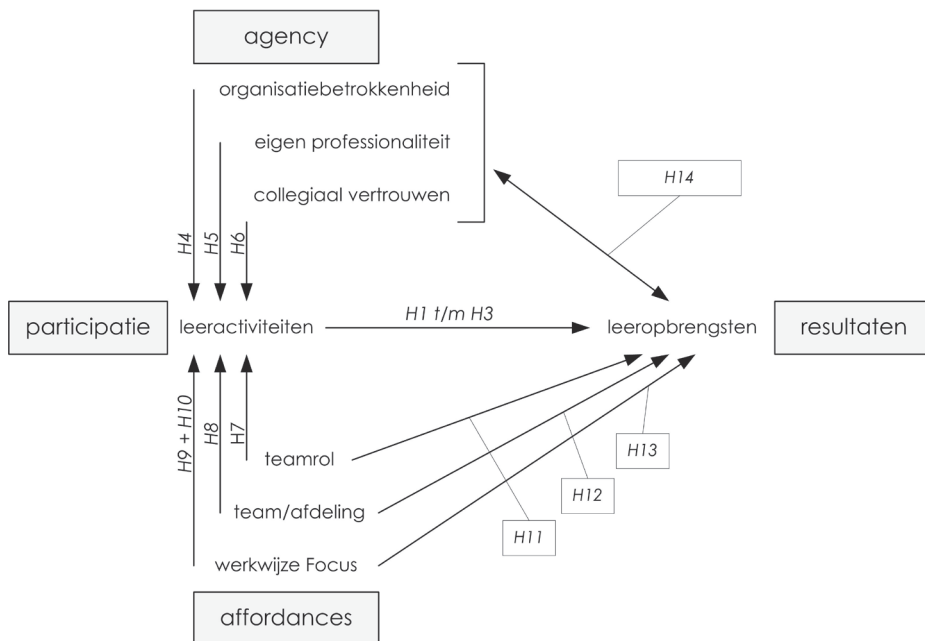 agency
organisatiebetrokkenheid
eigen professionaliteit
collegiaal vertrouwen
H14
H4
H5
H6
participatie
leeractiviteiten
H1 t/m H3
leeropbrengsten
resultaten
H9 + H10
H8
H7
teamrol
team/afdeling
werkwijze Focus
H13
H12
H11
affordances